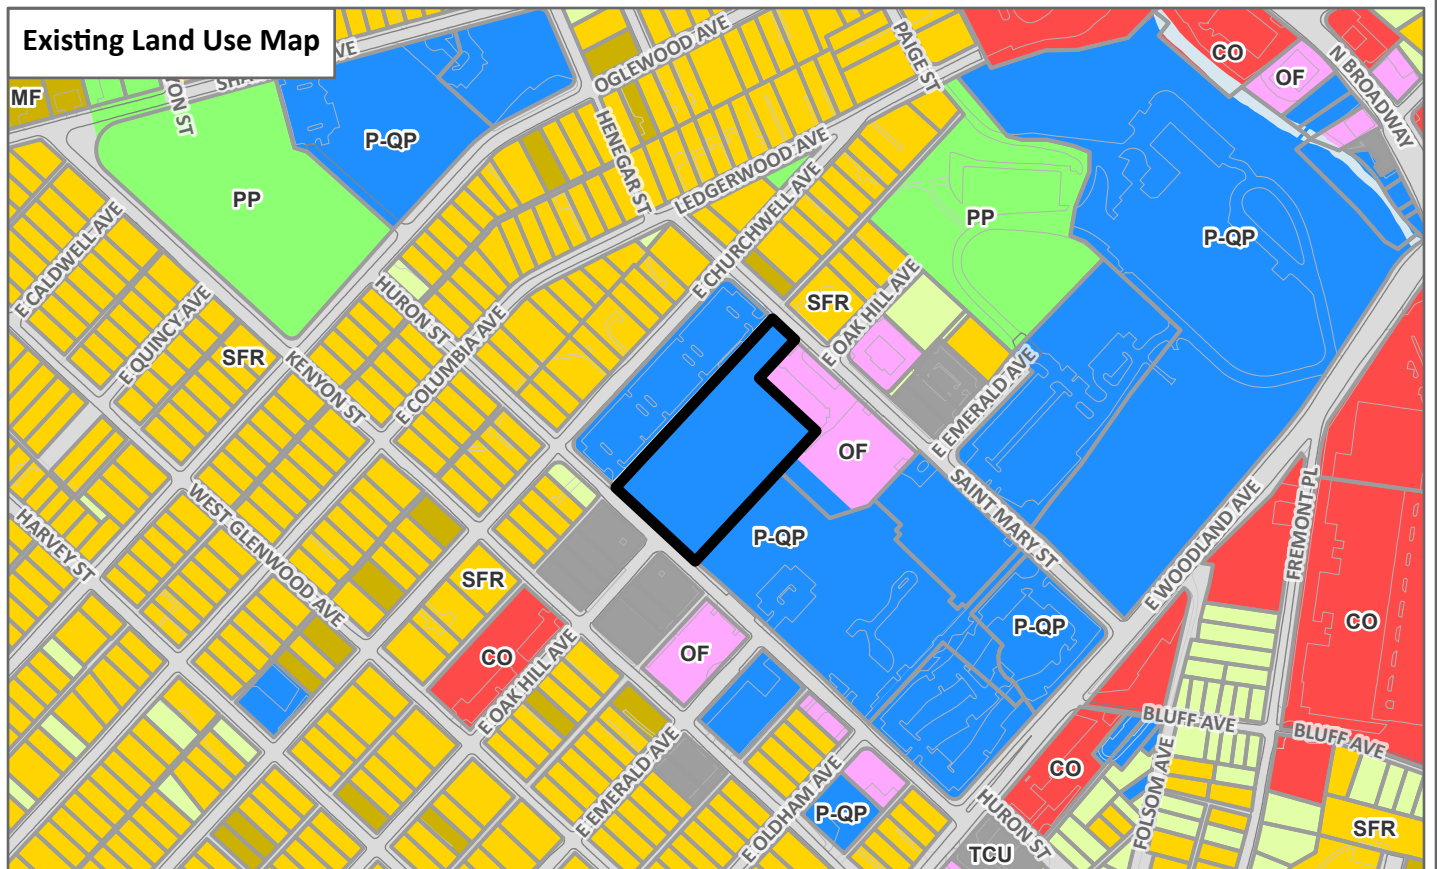 Existing Land Use Map
VE
SHA
YON ST
MF
P-QP
PP
OGLEWOOD AVE
HENEGAR ST
PAIGE ST
LEDGERWOOD AVE
E CHURCHWELL AVE
CO
OF
N BROADWAY
PP
P-QP
E CALDWELL AVE
E QUINCY AVE
SFR
KENYON ST
HURON ST
E COLUMBIA AVE
SFR
E OAK HILL AVE
E EMERALD AVE
OF
SAINT MARY ST
P-QP
HARVEY ST
WEST GLENWOOD AVE
SFR
CO
E OAK HILL AVE
OF
P-QP
E WOODLAND AVE
FREMONT PL
CO
BLUFF AVE
BLUFF AVE
E EMERALD AVE
E OLDHAM AVE
P-QP
CO
HURON ST
FOLSOM AVE
TCU
SFR